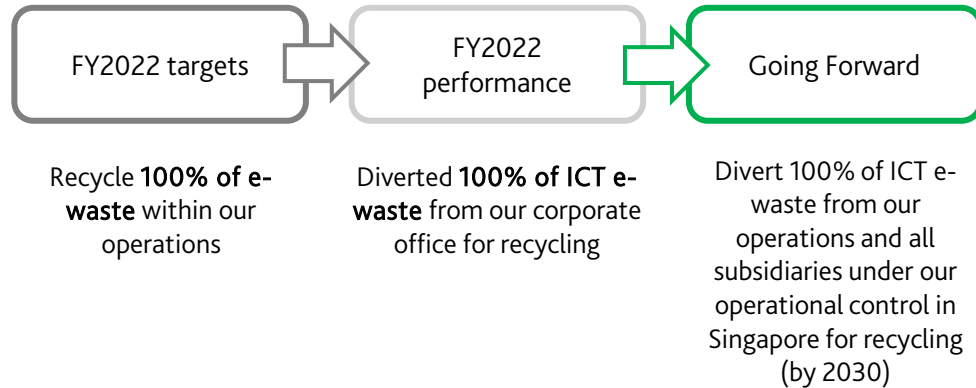 FY2022 targets
FY2022
performance
Going Forward
Recycle 100% of e-
waste within our
operations
Diverted 100% of ICT e-
waste from our corporate
office for recycling
Divert 100% of ICT e-
waste from our
operations and all
subsidiaries under our
operational control in
Singapore for recycling
(by 2030)